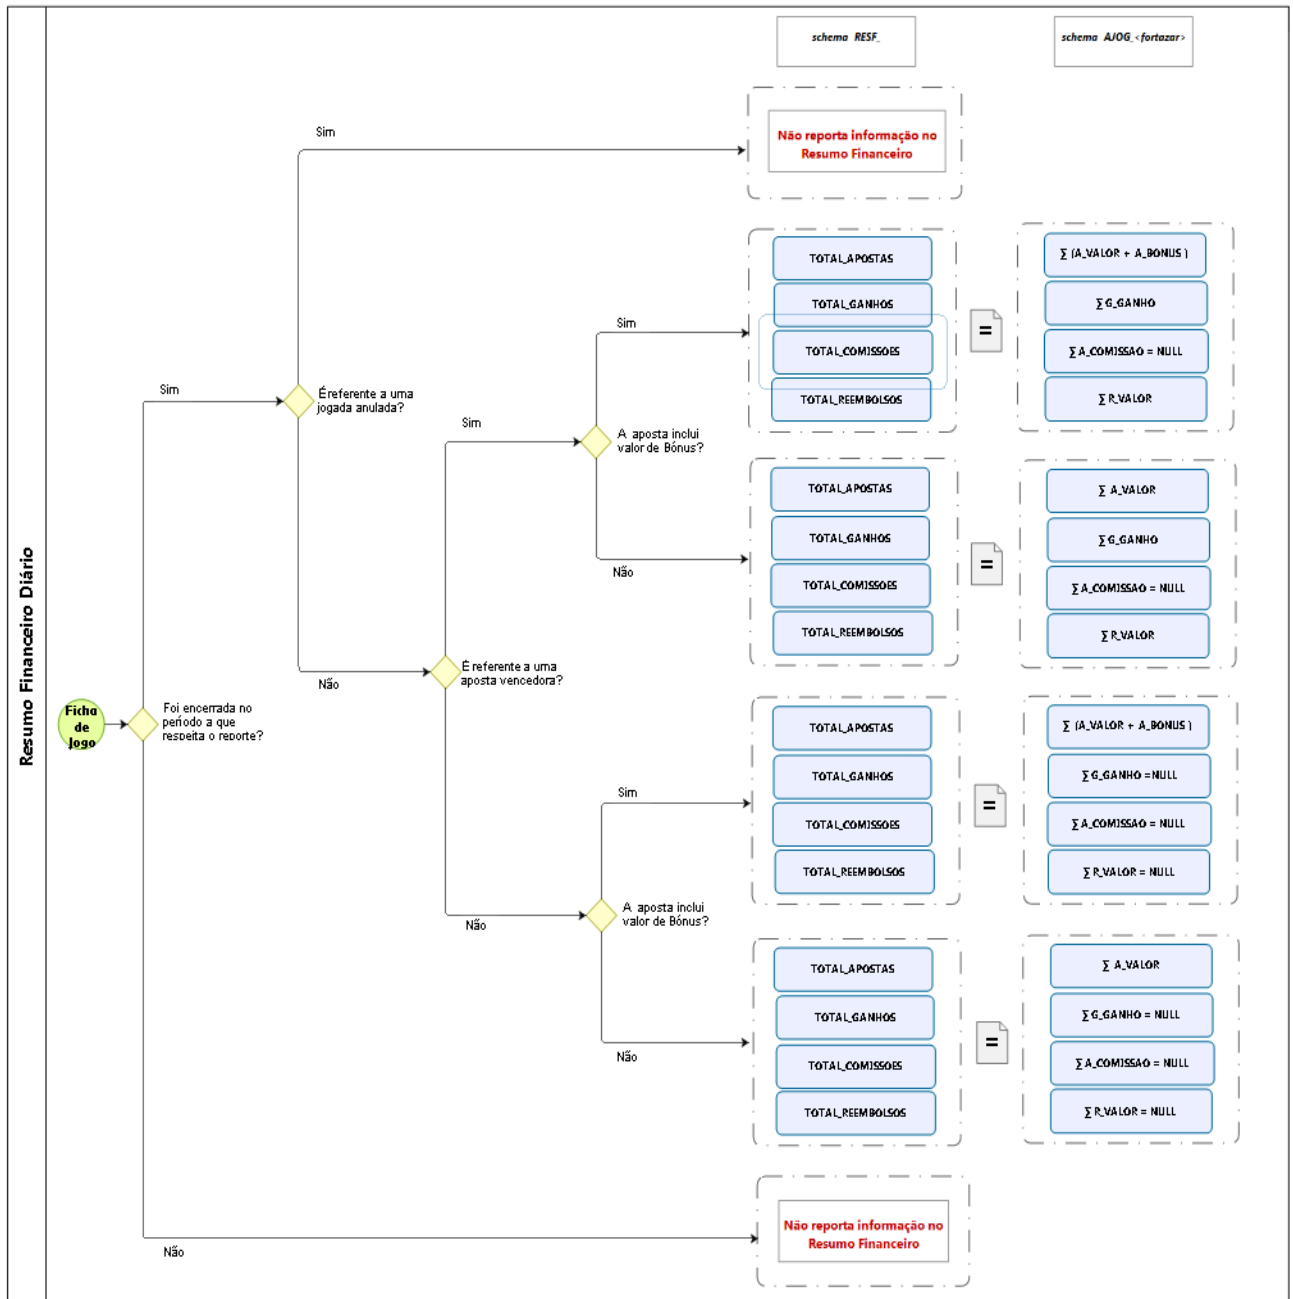 schema RESF_
schema AJOG_<fortazar>
Resumo Financeiro Diário
Ficha
de
Jogo
Foi encerrada no
período a que
respeita o reporte?
Sim
Não
É referente a uma
jogada anulada?
Sim
Não
É referente a uma
aposta vencedora?
Sim
Não
A aposta inclui
valor de Bónus?
Sim
Não
A aposta inclui
valor de Bónus?
Sim
Não
Não reporta informação no
Resumo Financeiro
TOTAL_APOSTAS
TOTAL_GANHOS
TOTAL_COMISSOES
TOTAL_REEMBOLSOS
=
∑ (A_VALOR + A_BONUS )
∑ G_GANHO
∑ A_COMISSAO = NULL
∑ R_VALOR
TOTAL_APOSTAS
TOTAL_GANHOS
TOTAL_COMISSOES
TOTAL_REEMBOLSOS
=
∑ A_VALOR
∑ G_GANHO
∑ A_COMISSAO = NULL
∑ R_VALOR
TOTAL_APOSTAS
TOTAL_GANHOS
TOTAL_COMISSOES
TOTAL_REEMBOLSOS
=
∑ (A_VALOR + A_BONUS )
∑ G_GANHO =NULL
∑ A_COMISSAO = NULL
∑ R_VALOR = NULL
TOTAL_APOSTAS
TOTAL_GANHOS
TOTAL_COMISSOES
TOTAL_REEMBOLSOS
=
∑ A_VALOR
∑ G_GANHO = NULL
∑ A_COMISSAO = NULL
∑ R_VALOR = NULL
Não reporta informação no
Resumo Financeiro